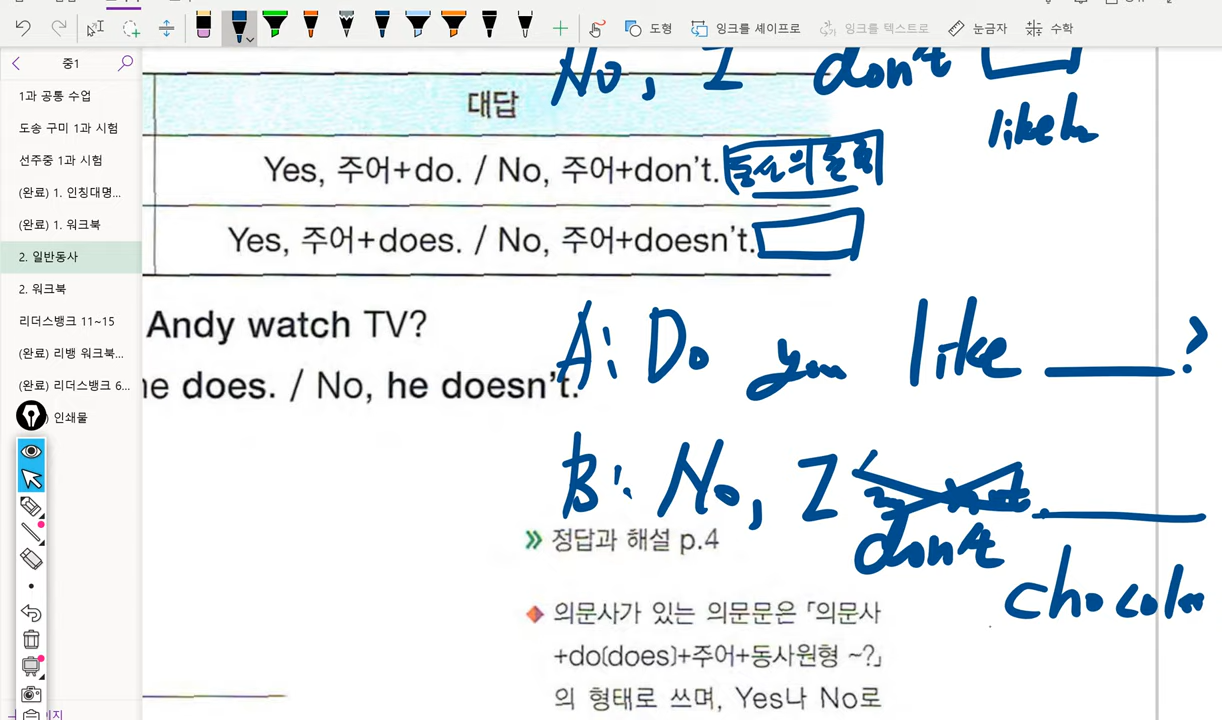 도형
잉크를 셰이프로
잉크를 텍스트로
눈금자
수학
중1
1과 공통 수업
도송 구미 1과 시험
선주중 1과 시험
(완료) 1. 인칭대명...
(완료) 1. 워크북
2. 일반동사
2. 워크북
리더스뱅크 11~15
(완료) 리뱅 워크북...
(완료) 리더스뱅크 6...
인쇄물
No, I don't
like
대답
Yes, 주어+do. / No, 주어+don't.
Yes, 주어+does. / No, 주어+doesn't.
Andy watch TV?
he does. / No, he doesn't.
A: Do you like ____?
B: No, I don't ____
정답과 해설 p.4
의문사가 있는 의문문은 「의문사
+do(does)+주어+동사원형 ~?」
의 형태로 쓰며, Yes나 No로